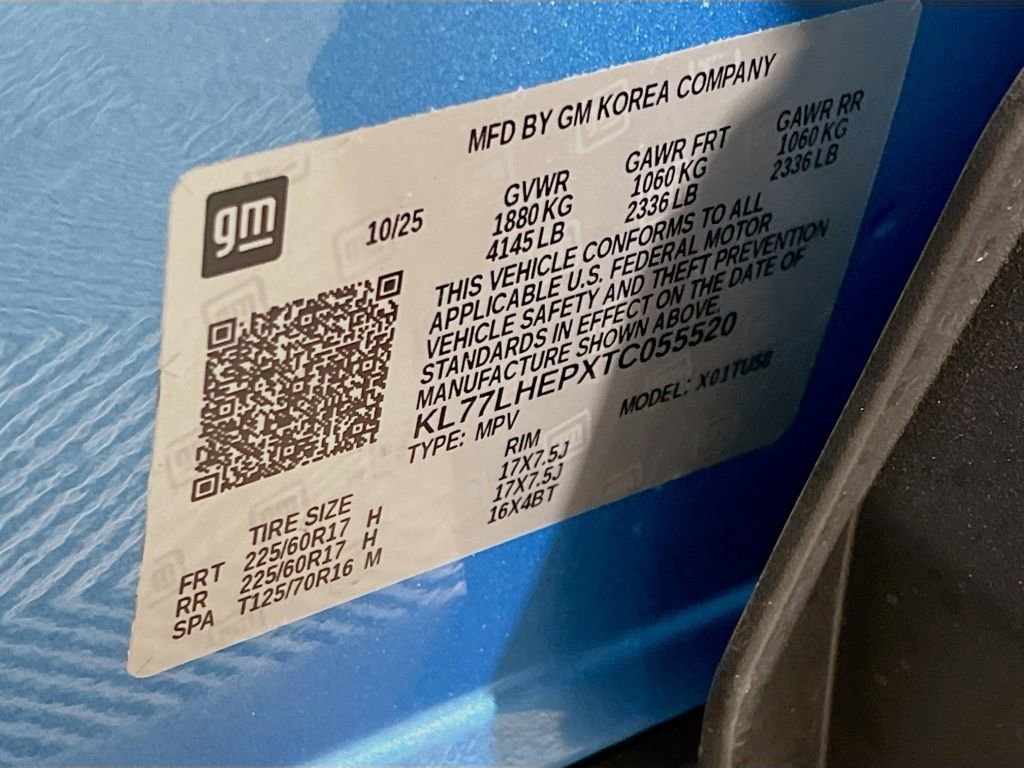 gm
MFD BY GM KOREA COMPANY
10/25
GVWR GAWR FRT GAWR RR
1880 KG 1060 KG 1060 KG
4145 LB 2336 LB 2336 LB
THIS VEHICLE CONFORMS TO ALL
APPLICABLE U.S. FEDERAL MOTOR
VEHICLE SAFETY AND THEFT PREVENTION
STANDARDS IN EFFECT ON THE DATE OF
MANUFACTURE SHOWN ABOVE.
KL77LHEPXTC055520
TYPE: MPV MODEL: X01TU58
TIRE SIZE RIM
FRT 225/60R17 H 17X7.5J
RR 225/60R17 H 17X7.5J
SPA T125/70R16 M 16X4BT